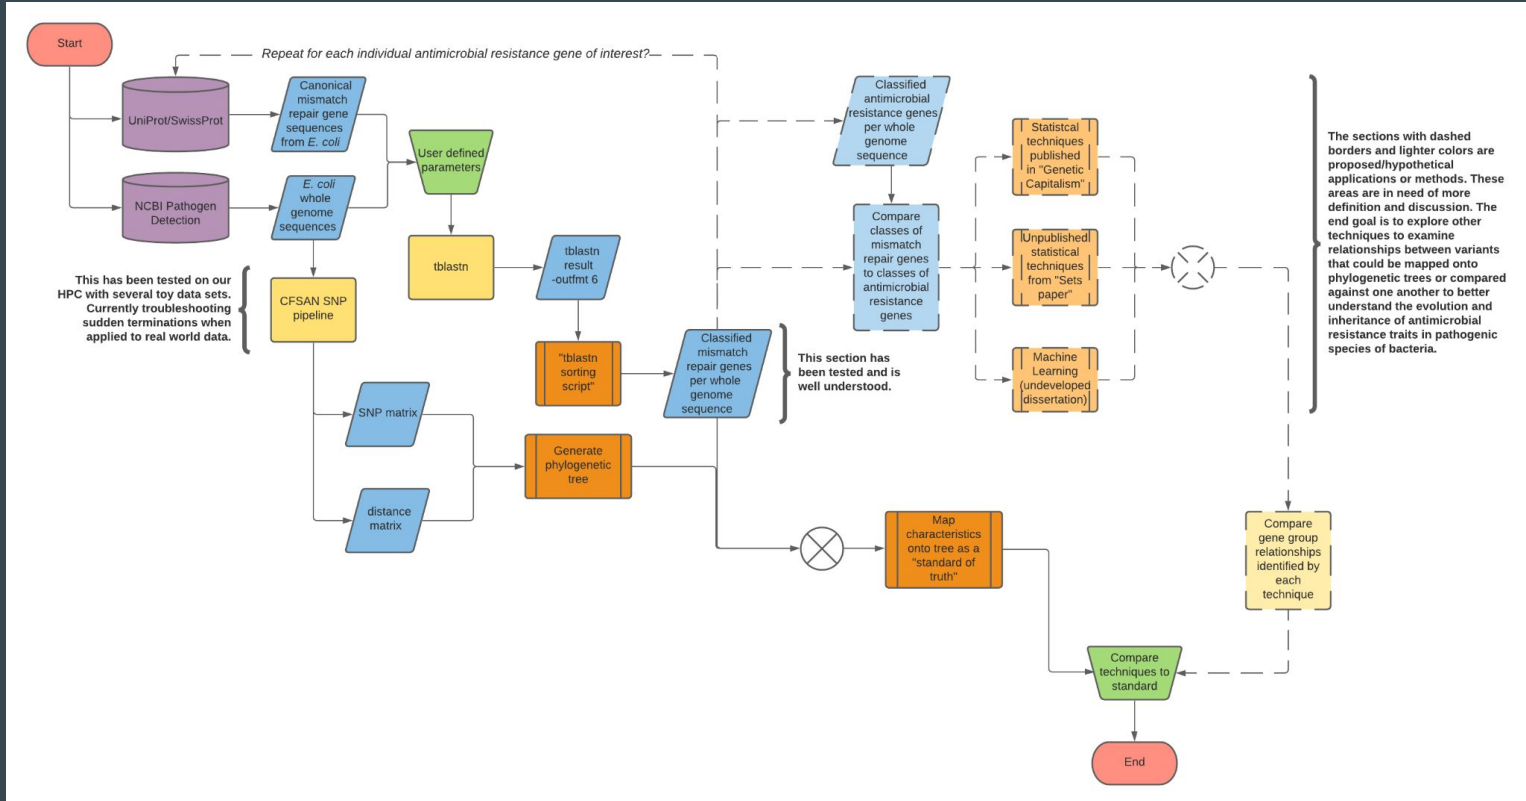 Start
Repeat for each individual antimicrobial resistance gene of interest?
UniProt/SwissProt
Canonical
mismatch
repair gene
sequences
from E. coli
NCBI Pathogen
Detection
E. coli
whole
genome
sequences
User defined
parameters
tblastn
tblastn
result
-outfmt 6
This has been tested on our
HPC with several toy data sets.
Currently troubleshooting
sudden terminations when
applied to real world data.
CFSAN SNP
pipeline
"tblastn
sorting
script"
Classified
mismatch
repair genes
per whole
genome
sequence
This section has
been tested and is
well understood.
SNP matrix
distance
matrix
Generate
phylogenetic
tree
Map
characteristics
onto tree as a
"standard of
truth"
Classified
antimicrobial
resistance genes
per whole
genome
sequence
Compare
classes of
mismatch
repair genes
to classes of
antimicrobial
resistance
genes
Statistcal
techniques
published
in "Genetic
Capitalism"
Unpublished
statistical
techniques
from "Sets
paper"
Machine
Learning
(undeveloped
dissertation)
The sections with dashed
borders and lighter colors are
proposed/hypothetical
applications or methods. These
areas are in need of more
definition and discussion. The
end goal is to explore other
techniques to examine
relationships between variants
that could be mapped onto
phylogenetic trees or compared
against one another to better
understand the evolution and
inheritance of antimicrobial
resistance traits in pathogenic
species of bacteria.
Compare
gene group
relationships
identified by
each
technique
Compare
techniques to
standard
End